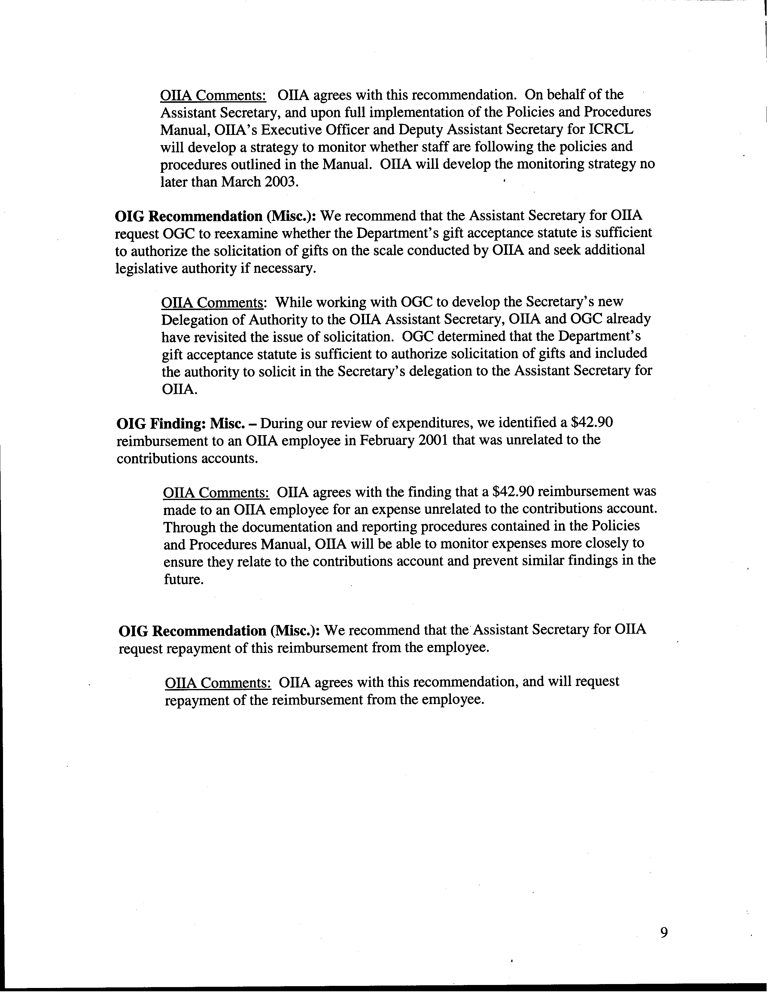 OIIA Comments: OIIA agrees with this recommendation. On behalf of the
Assistant Secretary, and upon full implementation of the Policies and Procedures
Manual, OIIA's Executive Officer and Deputy Assistant Secretary for ICRCL
will develop a strategy to monitor whether staff are following the policies and
procedures outlined in the Manual. OIIA will develop the monitoring strategy no
later than March 2003.
OIG Recommendation (Misc.): We recommend that the Assistant Secretary for OIIA
request OGC to reexamine whether the Department's gift acceptance statute is sufficient
to authorize the solicitation of gifts on the scale conducted by OIIA and seek additional
legislative authority if necessary.
OIIA Comments: While working with OGC to develop the Secretary's new
Delegation of Authority to the OIIA Assistant Secretary, OIIA and OGC already
have revisited the issue of solicitation. OGC determined that the Department's
gift acceptance statute is sufficient to authorize solicitation of gifts and included
the authority to solicit in the Secretary's delegation to the Assistant Secretary for
OIIA.
OIG Finding: Misc. – During our review of expenditures, we identified a $42.90
reimbursement to an OIIA employee in February 2001 that was unrelated to the
contributions accounts.
OIIA Comments: OIIA agrees with the finding that a $42.90 reimbursement was
made to an OIIA employee for an expense unrelated to the contributions account.
Through the documentation and reporting procedures contained in the Policies
and Procedures Manual, OIIA will be able to monitor expenses more closely to
ensure they relate to the contributions account and prevent similar findings in the
future.
OIG Recommendation (Misc.): We recommend that the Assistant Secretary for OIIA
request repayment of this reimbursement from the employee.
OIIA Comments: OIIA agrees with this recommendation, and will request
repayment of the reimbursement from the employee.
9